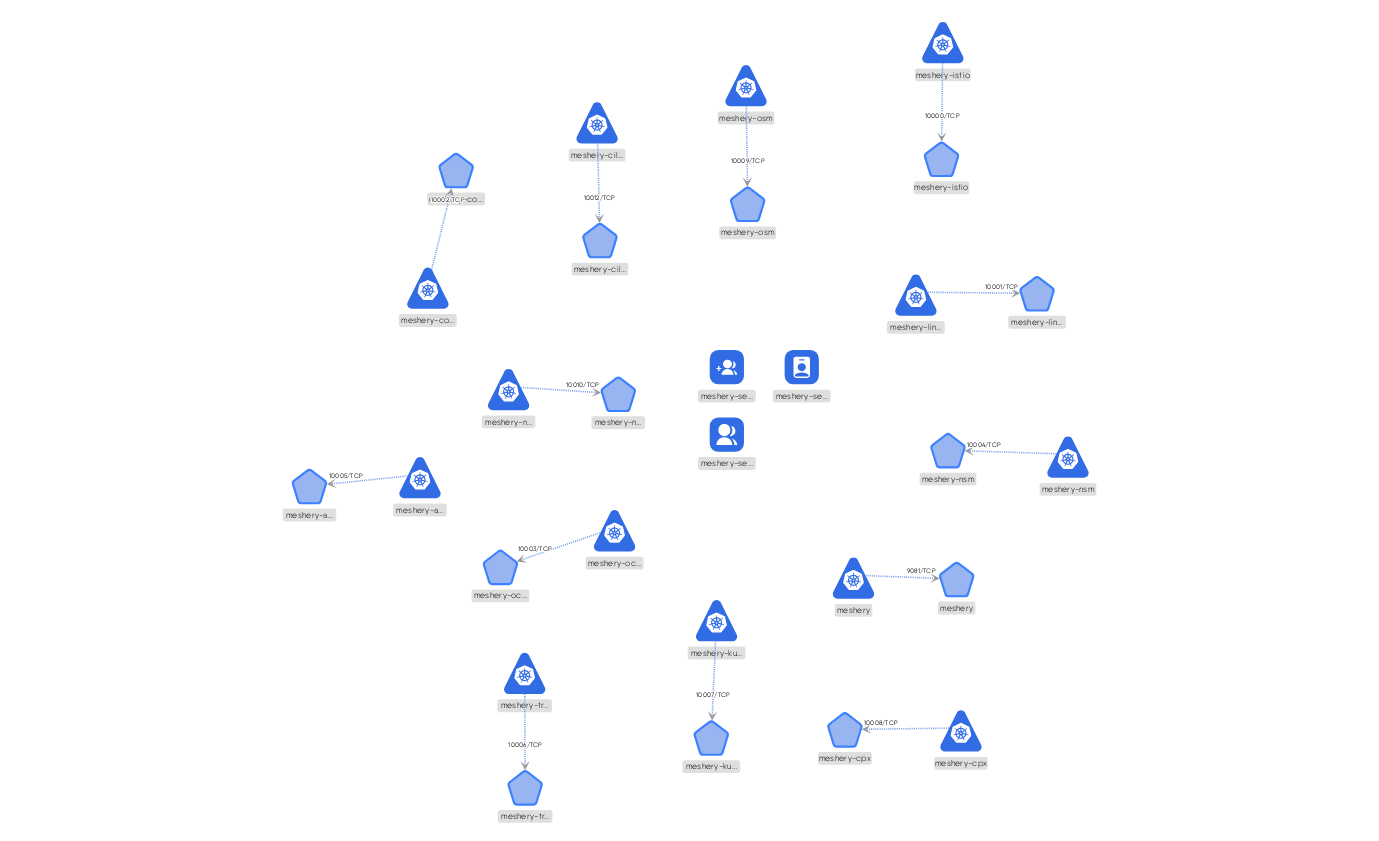 meshery-istio
10000/TCP
meshery-istio
meshery-osm
10009/TCP
meshery-osm
meshery-cil...
10012/TCP
meshery-cil...
10002/TCP-co...
meshery-co...
10001/TCP
meshery-lin...
meshery-lin...
meshery-se...
meshery-se...
meshery-se...
10010/TCP
meshery-n...
meshery-n...
10004/TCP
meshery-nsm
meshery-nsm
10005/TCP
meshery-a...
meshery-a...
10003/TCP
meshery-oc...
meshery-oc...
9081/TCP
meshery
meshery
meshery-ku...
10007/TCP
meshery-ku...
meshery-tr...
10006/TCP
meshery-tr...
10008/TCP
meshery-cpx
meshery-cpx